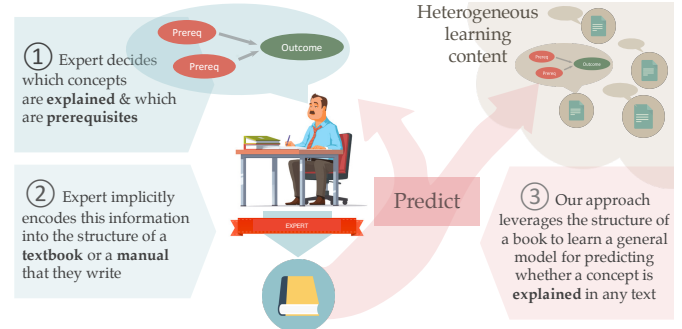 ① Expert decides
which concepts
are explained & which
are prerequisites
Prereq
Prereq
Outcome
Heterogeneous
learning
content
Prereq
Prereq
Outcome
② Expert implicitly
encodes this information
into the structure of a
textbook or a manual
that they write
EXPERT
Predict
③ Our approach
leverages the structure of
a book to learn a general
model for predicting
whether a concept is
explained in any text